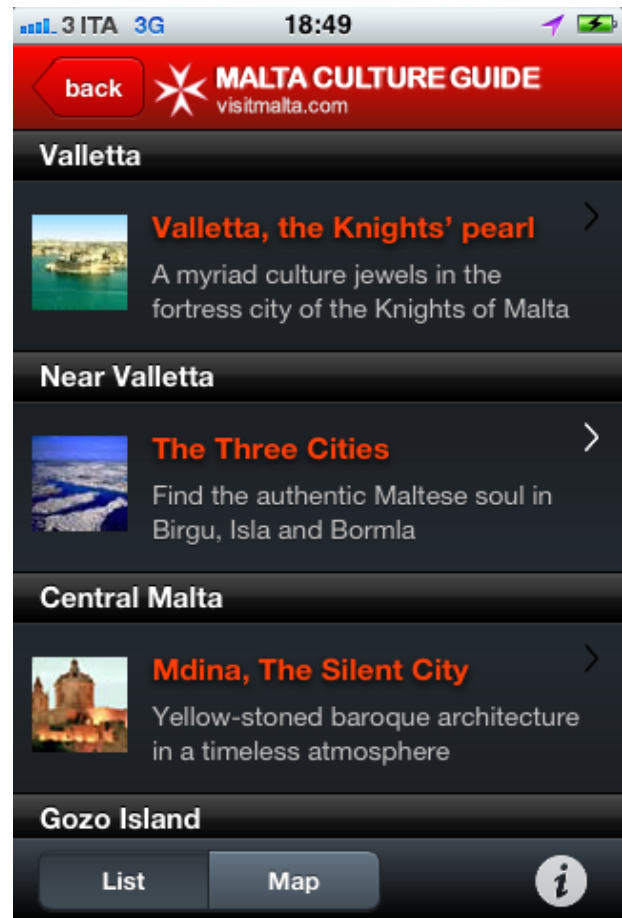 3 ITA 3G 18:49
back
MALTA CULTURE GUIDE
visitmalta.com
Valletta
Valletta, the Knights’ pearl
A myriad culture jewels in the
fortress city of the Knights of Malta
Near Valletta
The Three Cities
Find the authentic Maltese soul in
Birgu, Isla and Bormla
Central Malta
Mdina, The Silent City
Yellow-stoned baroque architecture
in a timeless atmosphere
Gozo Island
List Map i